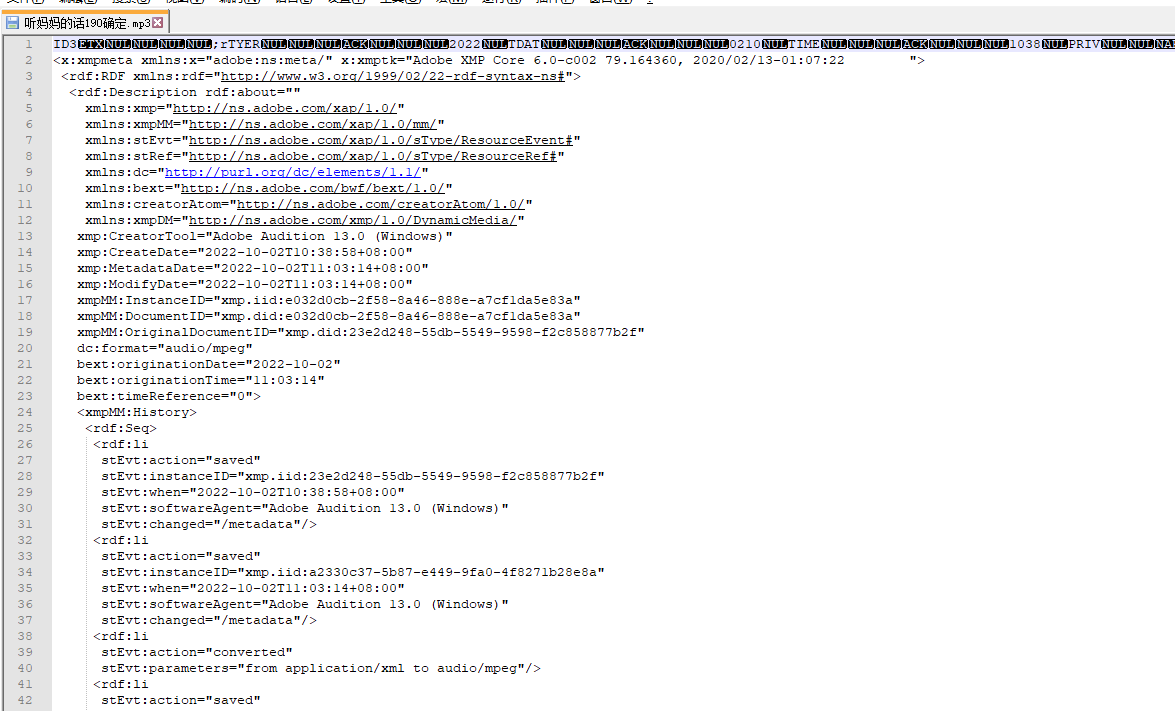 听妈妈的话190确定.mp3
1 ID3ETXNULNULNULNUL;rTYERNULNULNULACKNULNULNUL2022NULTDATNULNULNULACKNULNULNUL0210NULTIMENULNULNULACKNULNULNUL1038NULPRIVNULNUL
2 <x:xmpmeta xmlns:x="adobe:ns:meta/" x:xmptk="Adobe XMP Core 6.0-c002 79.164360, 2020/02/13-01:07:22        ">
3 <rdf:RDF xmlns:rdf="http://www.w3.org/1999/02/22-rdf-syntax-ns#">
4 <rdf:Description rdf:about=""
5 xmlns:xmp="http://ns.adobe.com/xap/1.0/"
6 xmlns:xmpMM="http://ns.adobe.com/xap/1.0/mm/"
7 xmlns:stEvt="http://ns.adobe.com/xap/1.0/sType/ResourceEvent#"
8 xmlns:stRef="http://ns.adobe.com/xap/1.0/sType/ResourceRef#"
9 xmlns:dc="http://purl.org/dc/elements/1.1/"
10 xmlns:bext="http://ns.adobe.com/bwf/bext/1.0/"
11 xmlns:creatorAtom="http://ns.adobe.com/creatorAtom/1.0/"
12 xmlns:xmpDM="http://ns.adobe.com/xmp/1.0/DynamicMedia/"
13 xmp:CreatorTool="Adobe Audition 13.0 (Windows)"
14 xmp:CreateDate="2022-10-02T10:38:58+08:00"
15 xmp:MetadataDate="2022-10-02T11:03:14+08:00"
16 xmp:ModifyDate="2022-10-02T11:03:14+08:00"
17 xmpMM:InstanceID="xmp.iid:e032d0cb-2f58-8a46-888e-a7cf1da5e83a"
18 xmpMM:DocumentID="xmp.did:e032d0cb-2f58-8a46-888e-a7cf1da5e83a"
19 xmpMM:OriginalDocumentID="xmp.did:23e2d248-55db-5549-9598-f2c858877b2f"
20 dc:format="audio/mpeg"
21 bext:originationDate="2022-10-02"
22 bext:originationTime="11:03:14"
23 bext:timeReference="0">
24 <xmpMM:History>
25 <rdf:Seq>
26 <rdf:li
27 stEvt:action="saved"
28 stEvt:instanceID="xmp.iid:23e2d248-55db-5549-9598-f2c858877b2f"
29 stEvt:when="2022-10-02T10:38:58+08:00"
30 stEvt:softwareAgent="Adobe Audition 13.0 (Windows)"
31 stEvt:changed="/metadata"/>
32 <rdf:li
33 stEvt:action="saved"
34 stEvt:instanceID="xmp.iid:a2330c37-5b87-e449-9fa0-4f8271b28e8a"
35 stEvt:when="2022-10-02T11:03:14+08:00"
36 stEvt:softwareAgent="Adobe Audition 13.0 (Windows)"
37 stEvt:changed="/metadata"/>
38 <rdf:li
39 stEvt:action="converted"
40 stEvt:parameters="from application/xml to audio/mpeg"/>
41 <rdf:li
42 stEvt:action="saved"